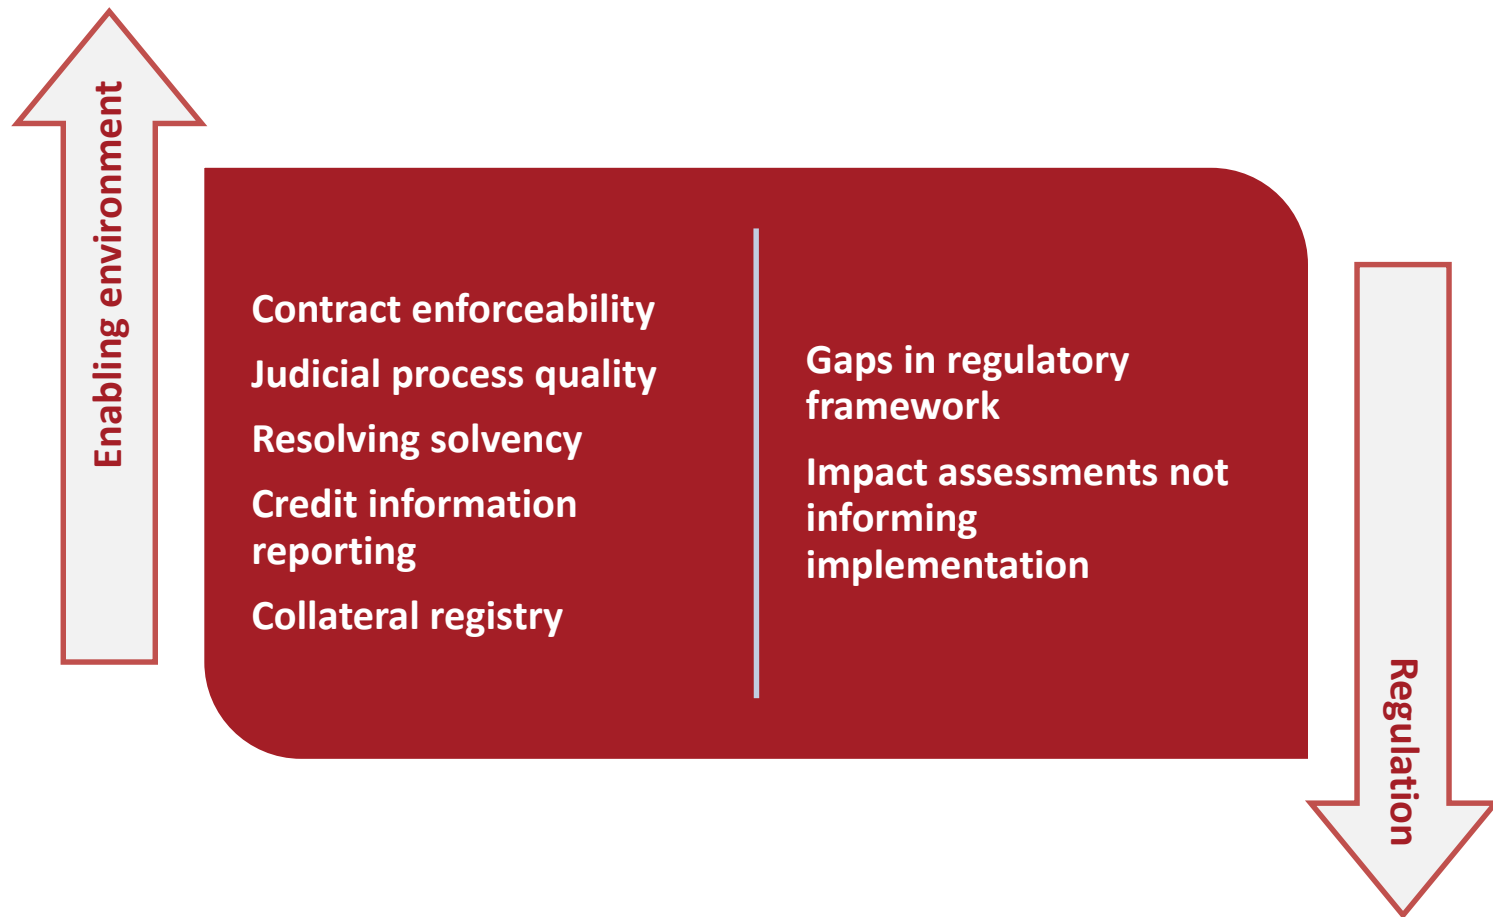 Enabling environment
Contract enforceability
Judicial process quality
Resolving solvency
Credit information
reporting
Collateral registry
Gaps in regulatory
framework
Impact assessments not
informing
implementation
Regulation